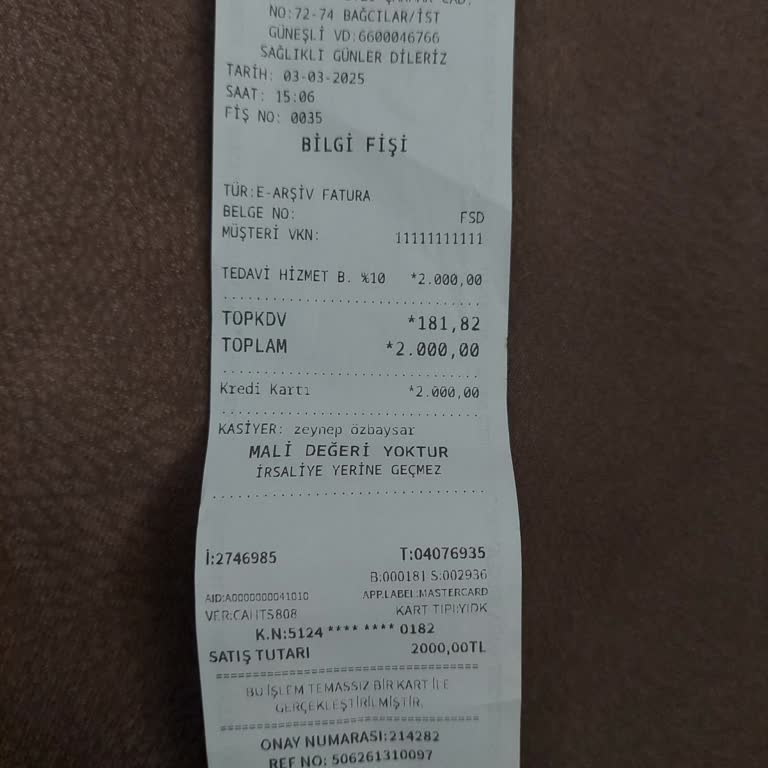 NO:72-74 BAĞCILAR/İST
GÜNEŞLİ VD:6600046766
SAĞLIKLI GÜNLER DİLERİZ
TARİH: 03-03-2025
SAAT: 15:06
FİŞ NO: 0035
BİLGİ FİŞİ
TÜR:E-ARŞİV FATURA
BELGE NO: FSD
MÜŞTERİ VKN: 11111111111
TEDAVİ HİZMET B. %10 *2.000,00
TOPKDV *181,82
TOPLAM *2.000,00
Kredi Kartı *2.000,00
KASİYER: zeynep özbaysar
MALİ DEĞERİ YOKTUR
İRSALİYE YERİNE GEÇMEZ
İ:2746985 T:04076935
B:000181 S:002936
AID:A0000000041010 APP.LABEL:MASTERCARD
KART TIPI:YIDK
K.N:5124 **** **** 0182
SATIŞ TUTARI 2000,00TL
BU İŞLEM TEMASSIZ BİR KART İLE
GERÇEKLEŞTİRİLMİŞTİR.
ONAY NUMARASI:214282
REF NO: 506261310097